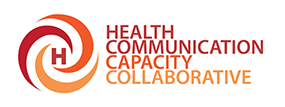 H
HEALTH
COMMUNICATION
CAPACITY
COLLABORATIVE